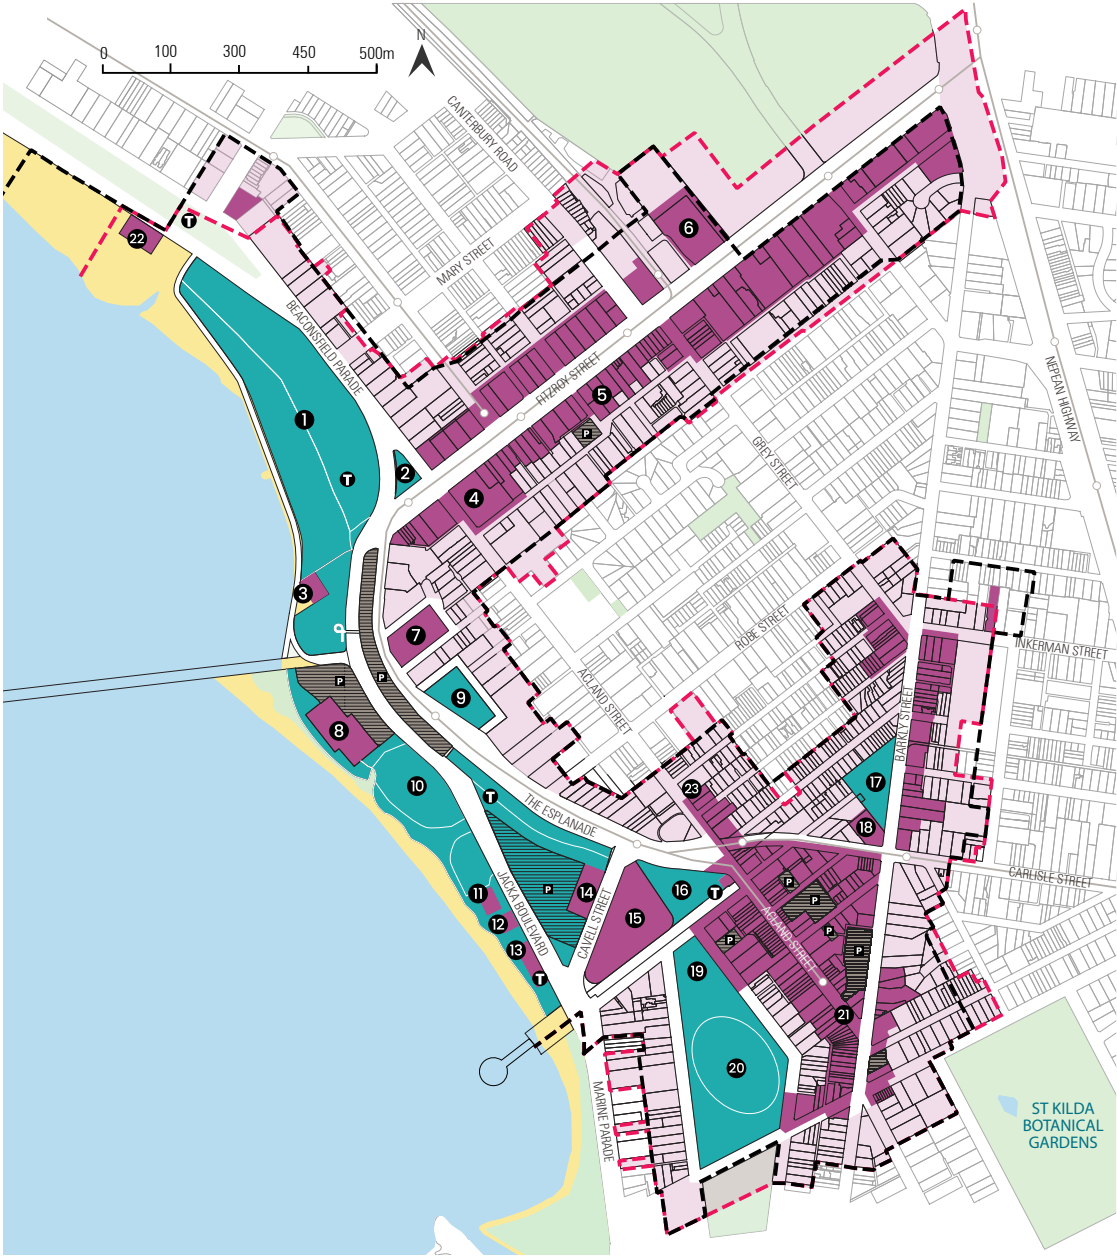 0 100 300 450 500m
N
CANTERBURY ROAD
6
T
22
MARY STREET
BEACONSFIELD PARADE
FITZROY STREET
NEPEAN HIGHWAY
5
1
P
GREY STREET
2
T
4
3
ROBE STREET
7
INKERMAN STREET
P
P
9
ACLAND STREET
BARKLY STREET
8
10
17
23
T
THE ESPLANADE
18
CARLISLE STREET
P
P
14
16
T
11
JACKA BOULEVARD
P
15
12
CAVELL STREET
P
P
ACLAND STREET
13
P
T
19
21
20
MARINE PARADE
ST KILDA
BOTANICAL
GARDENS